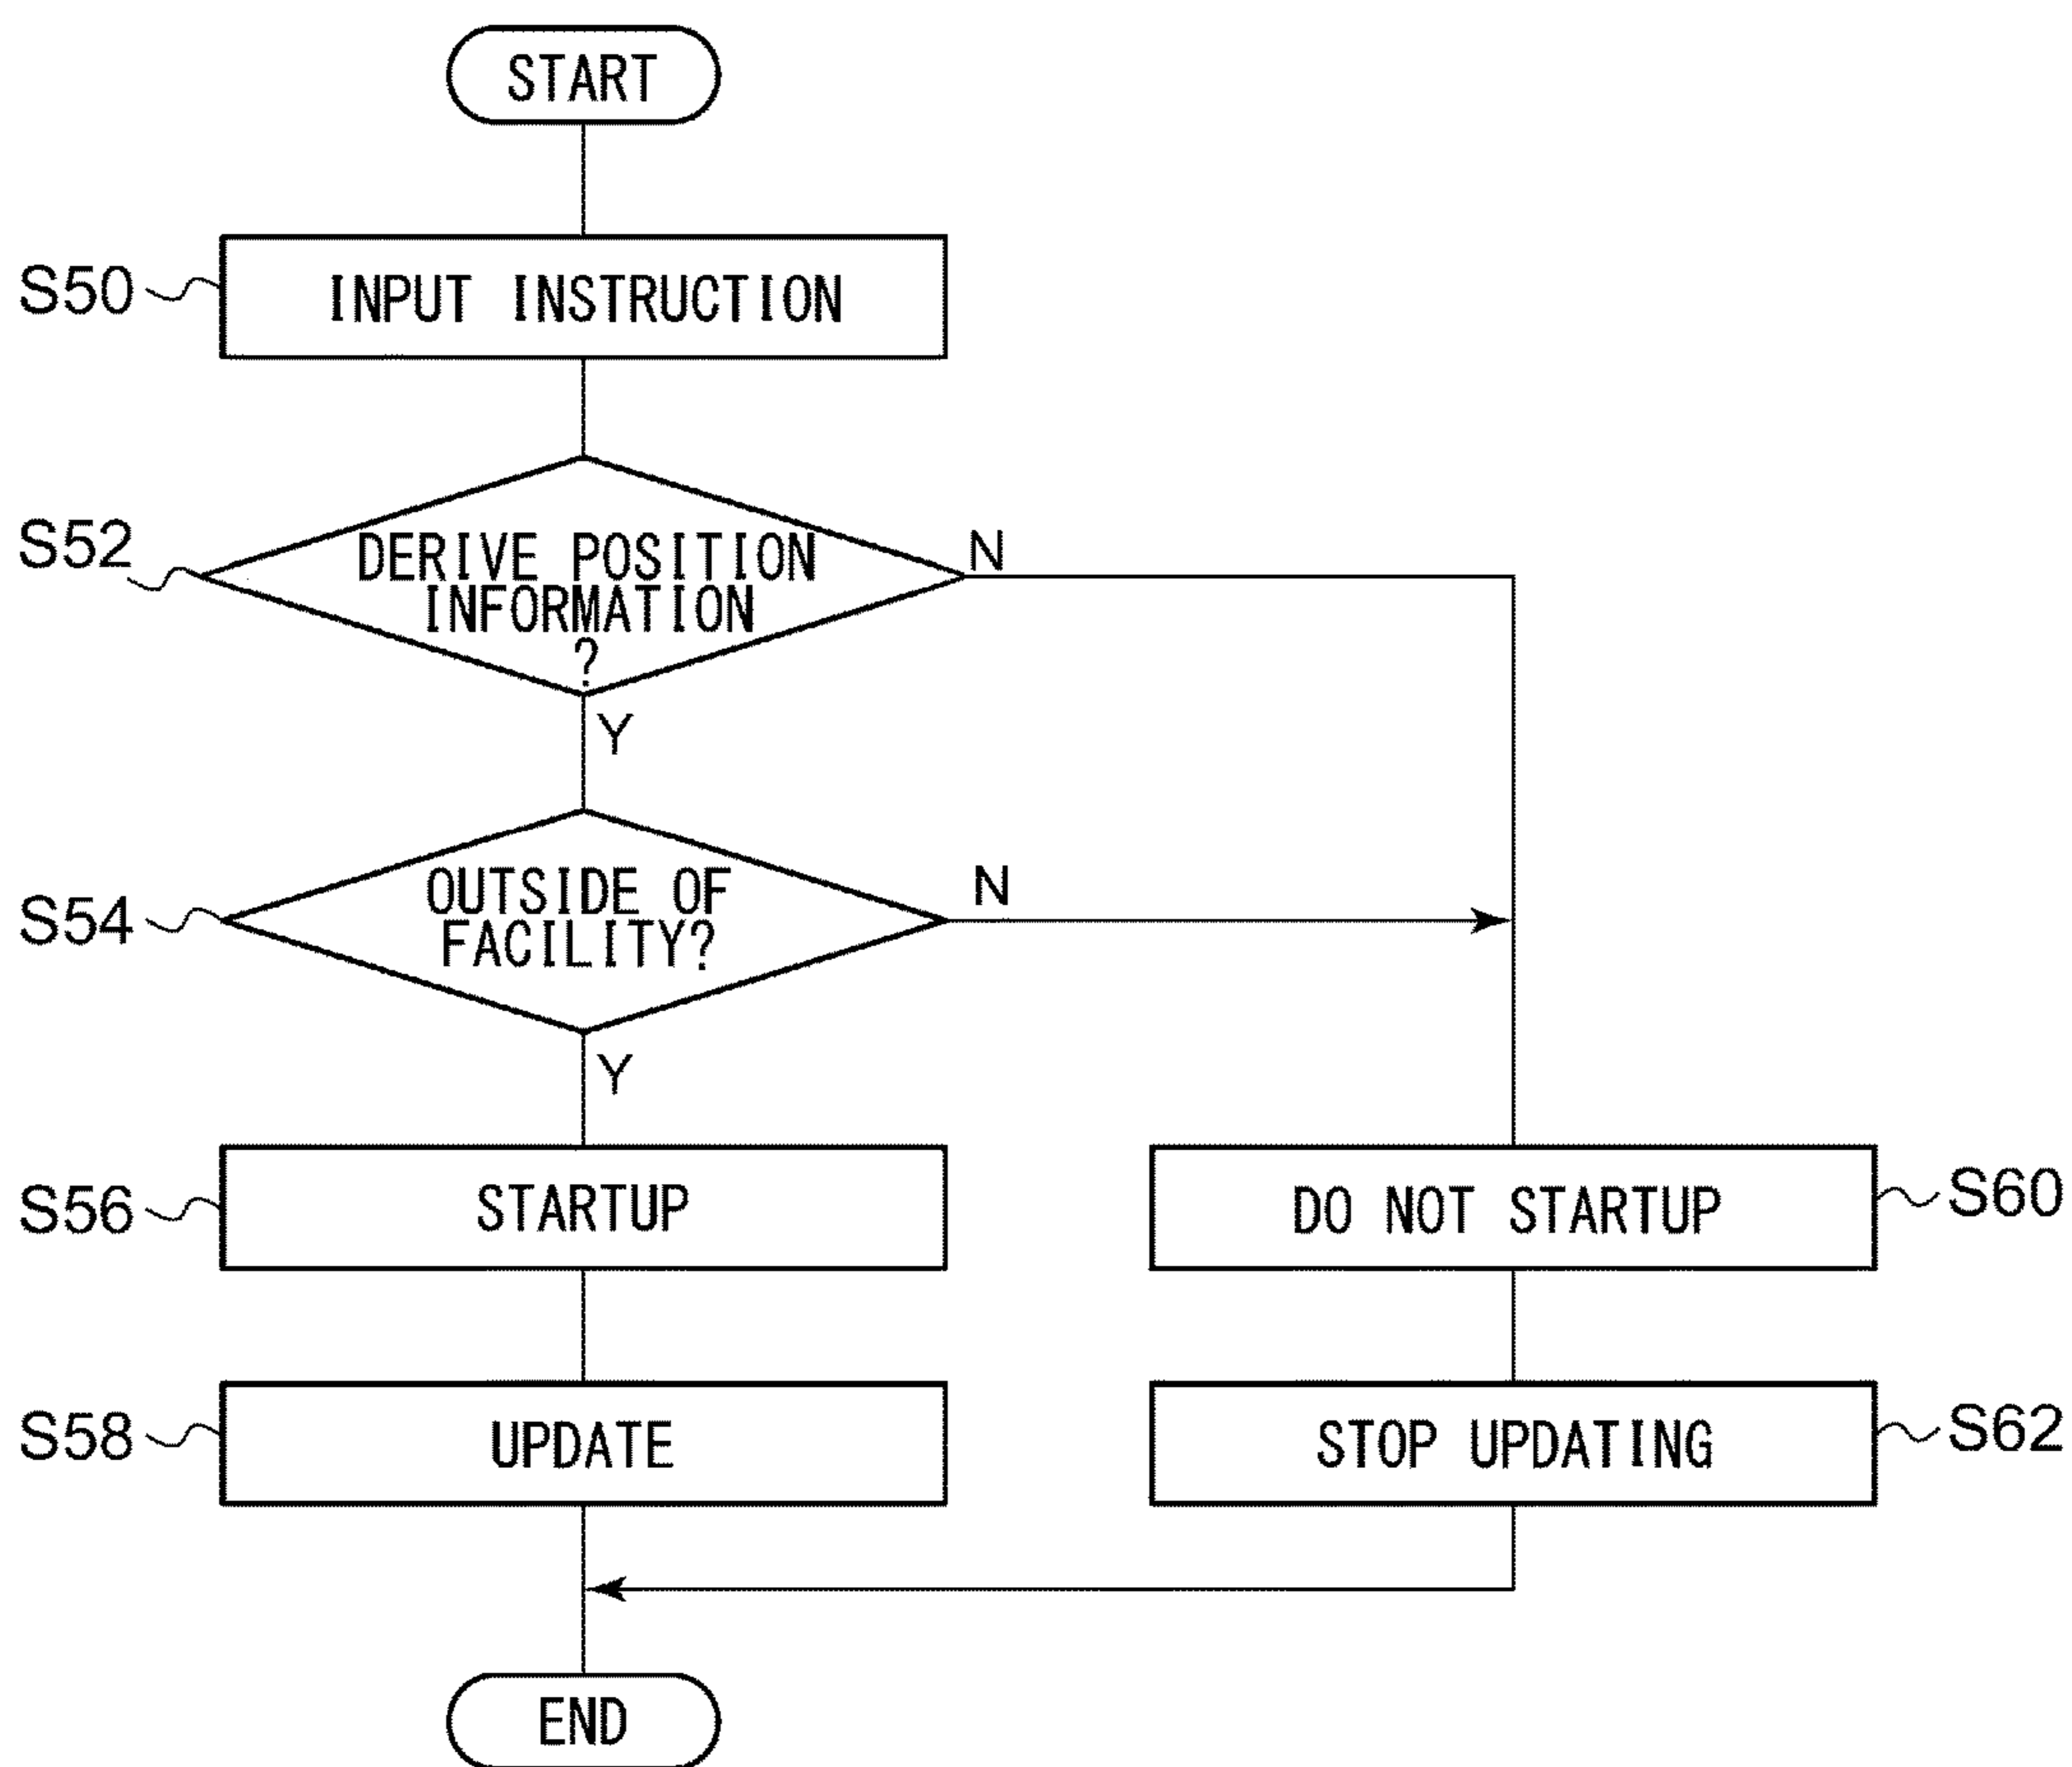 START
S50
INPUT INSTRUCTION
S52
DERIVE POSITION
INFORMATION
?
N
Y
S54
OUTSIDE OF
FACILITY?
N
Y
S56
STARTUP
DO NOT STARTUP
S60
S58
UPDATE
STOP UPDATING
S62
END